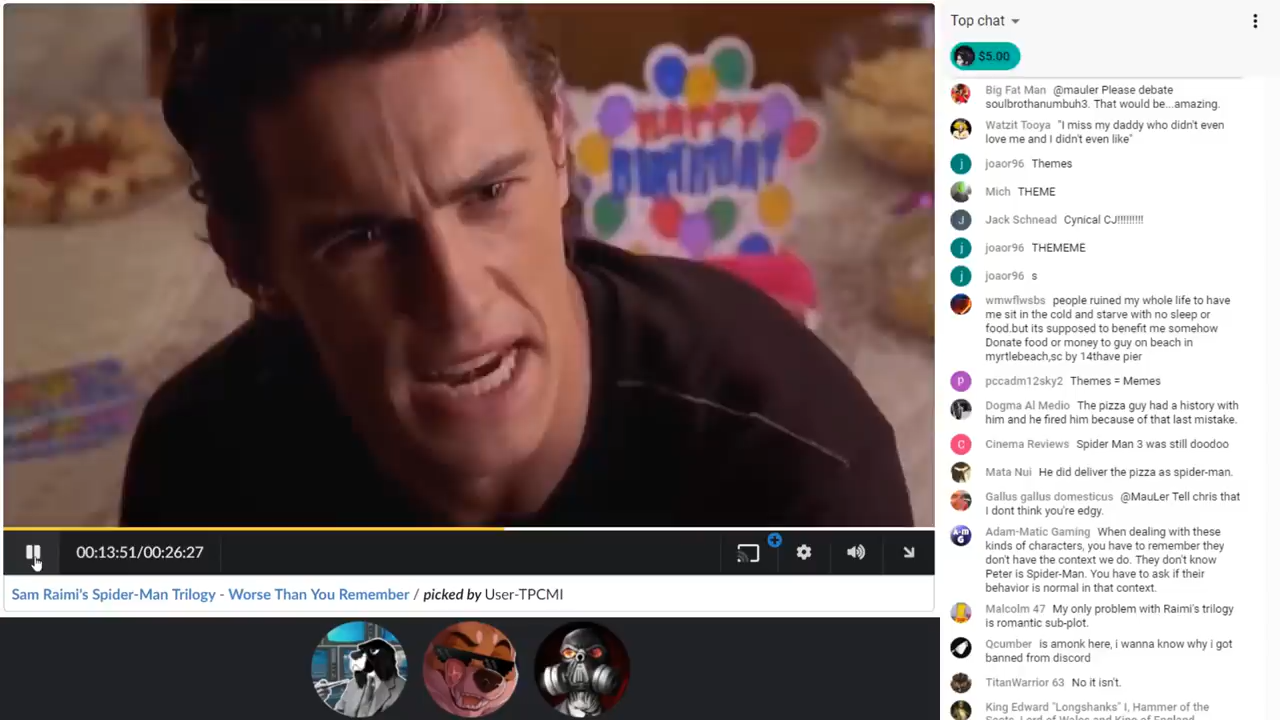 HAPPY
BIRTHDAY
00:13:51/00:26:27
Sam Raimi's Spider-Man Trilogy - Worse Than You Remember / picked by User-TPCMI
Top chat
$5.00
Big Fat Man @mauler Please debate
soulbrothanumbuh3. That would be...amazing.
Watzit Tooya "I miss my daddy who didn't even
love me and I didn't even like"
j joaor96 Themes
Mich THEME
J Jack Schnead Cynical CJ!!!!!!!!!
j joaor96 THEMEME
j joaor96 s
wmwflwsbs people ruined my whole life to have
me sit in the cold and starve with no sleep or
food.but its supposed to benefit me somehow
Donate food or money to guy on beach in
myrtlebeach,sc by 14thave pier
p pccadm12sky2 Themes = Memes
Dogma Al Medio The pizza guy had a history with
him and he fired him because of that last mistake.
C Cinema Reviews Spider Man 3 was still doodoo
Mata Nui He did deliver the pizza as spider-man.
Gallus gallus domesticus @MauLer Tell chris that
I dont think you're edgy.
Adam-Matic Gaming When dealing with these
kinds of characters, you have to remember they
don't have the context we do. They don't know
Peter is Spider-Man. You have to ask if their
behavior is normal in that context.
Malcolm 47 My only problem with Raimi's trilogy
is romantic sub-plot.
Qcumber is amonk here, i wanna know why i got
banned from discord
TitanWarrior 63 No it isn't.
King Edward "Longshanks" I, Hammer of the
Scots, Lord of Wales and King of England